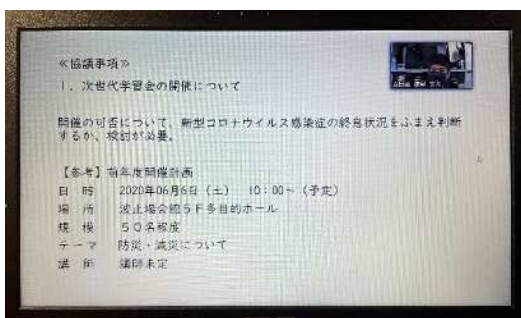 ≪協議事項≫
1. 次世代学習会の開催について
開催の可否について、新型コロナウイルス感染症の終息状況をふまえ判断
するか、検討が必要。
【参考】前年度開催計画
日 時 2020年06月6日(土) 10:00~(予定)
場 所 波止場会館5F多目的ホール
規 模 50名程度
テーマ 防災・減災について
講 師 講師未定